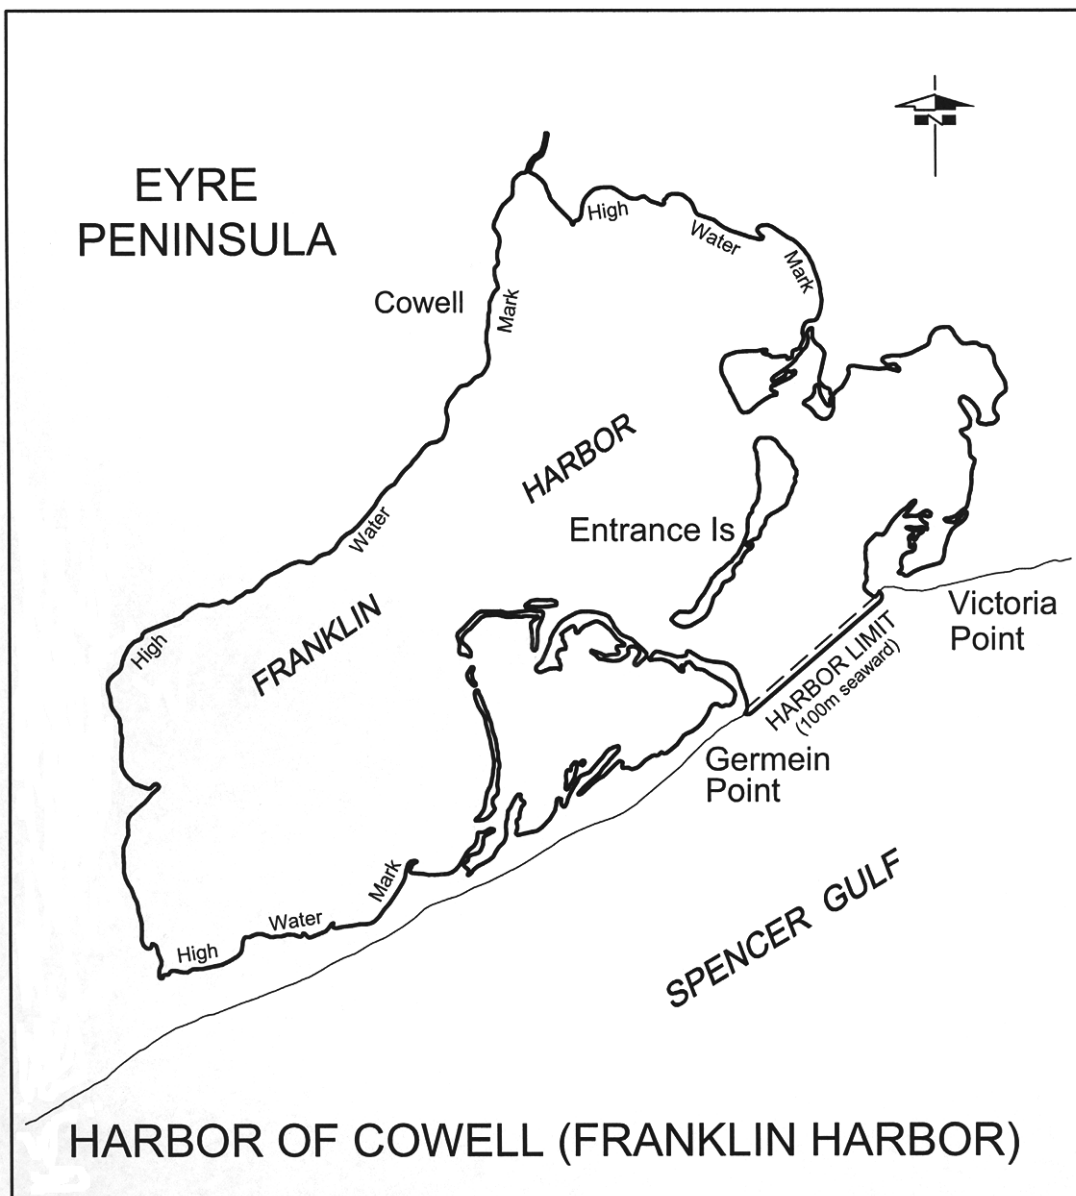 N
EYRE
PENINSULA
High
Water
Mark
Cowell
Mark
HARBOR
Water
Entrance Is
FRANKLIN
High
Victoria
Point
HARBOR LIMIT
(100m seaward)
Germein
Point
Mark
Water
High
SPENCER GULF
HARBOR OF COWELL (FRANKLIN HARBOR)